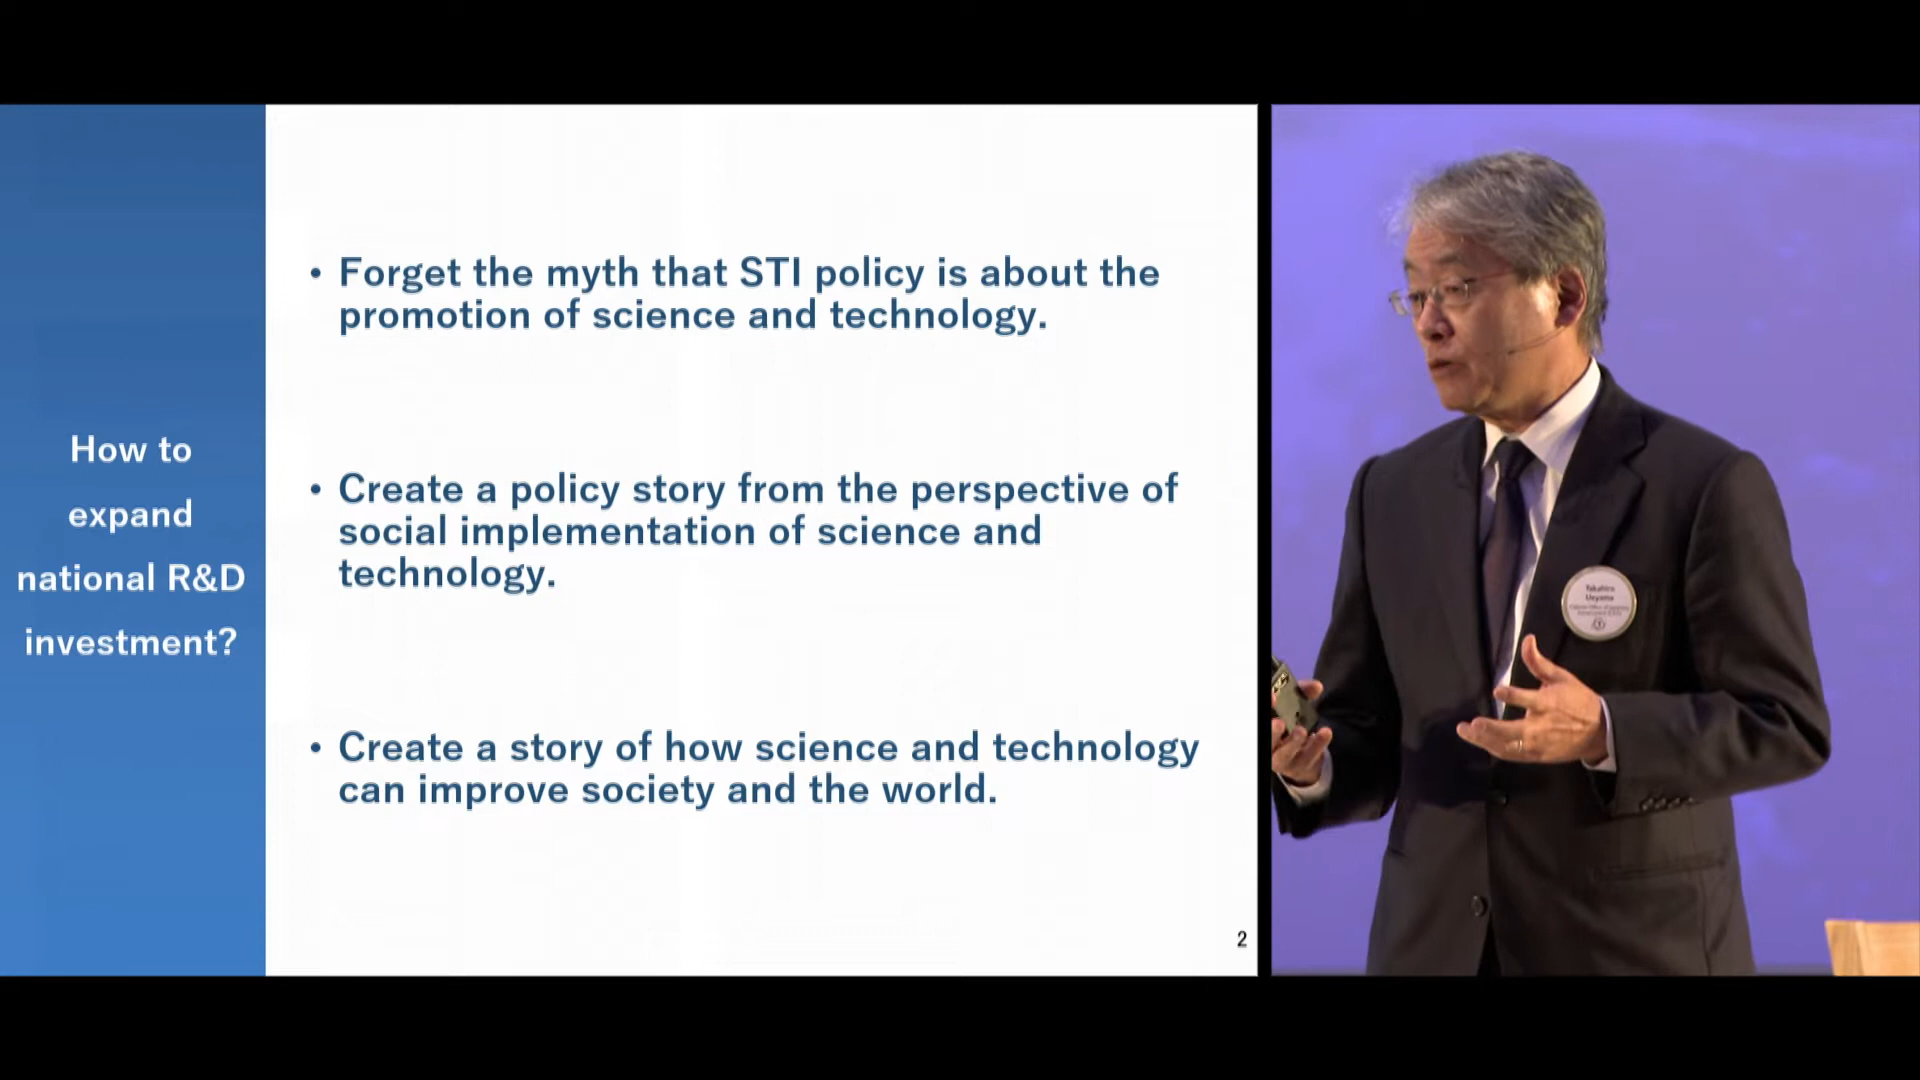 How to
expand
national R&D
investment?
• Forget the myth that STI policy is about the
promotion of science and technology.
• Create a policy story from the perspective of
social implementation of science and
technology.
• Create a story of how science and technology
can improve society and the world.
2
Takahiro
Ueyama